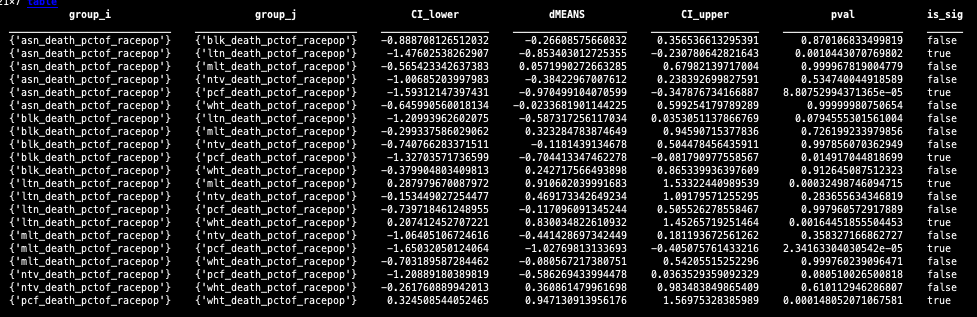 21×7 table
group_i group_j CI_lower dMEANS CI_upper pval is_sig
{'asn_death_pctof_racepop'} {'blk_death_pctof_racepop'} -0.888708126512032 -0.26608575660832 0.356536613295391 0.870106833499819 false
{'asn_death_pctof_racepop'} {'ltn_death_pctof_racepop'} -1.47602538262907 -0.853403012725355 -0.230780642821643 0.0010443070769802 true
{'asn_death_pctof_racepop'} {'mlt_death_pctof_racepop'} -0.565423342637383 0.0571990272663285 0.67982139717004 0.999967819004779 false
{'asn_death_pctof_racepop'} {'ntv_death_pctof_racepop'} -1.00685203997983 -0.38422967007612 0.238392699827591 0.534740044918589 false
{'asn_death_pctof_racepop'} {'pcf_death_pctof_racepop'} -1.59312147397431 -0.970499104070599 -0.347876734166887 8.80752994371365e-05 true
{'asn_death_pctof_racepop'} {'wht_death_pctof_racepop'} -0.645990560018134 -0.0233681901144225 0.599254179789289 0.99999980750654 false
{'blk_death_pctof_racepop'} {'ltn_death_pctof_racepop'} -1.20993962602075 -0.587317256117034 0.0353051137866769 0.0794555301561004 false
{'blk_death_pctof_racepop'} {'mlt_death_pctof_racepop'} -0.299337586029062 0.323284783874649 0.94590715377836 0.726199233979856 false
{'blk_death_pctof_racepop'} {'ntv_death_pctof_racepop'} -0.740766283371511 -0.1181439134678 0.504478456435911 0.997856070362949 false
{'blk_death_pctof_racepop'} {'pcf_death_pctof_racepop'} -1.32703571736599 -0.704413347462278 -0.081790977558567 0.014917044818699 true
{'blk_death_pctof_racepop'} {'wht_death_pctof_racepop'} -0.379904803409813 0.242717566493898 0.865339936397609 0.912645087512323 false
{'ltn_death_pctof_racepop'} {'mlt_death_pctof_racepop'} 0.287979670087972 0.910602039991683 1.53322440989539 0.00032498746094715 true
{'ltn_death_pctof_racepop'} {'ntv_death_pctof_racepop'} -0.153449027254477 0.469173342649234 1.09179571255295 0.283655634346819 false
{'ltn_death_pctof_racepop'} {'pcf_death_pctof_racepop'} -0.739718461248955 -0.117096091345244 0.505526278558467 0.997960572917889 false
{'ltn_death_pctof_racepop'} {'wht_death_pctof_racepop'} 0.207412452707221 0.830034822610932 1.45265719251464 0.00164451855504453 true
{'mlt_death_pctof_racepop'} {'ntv_death_pctof_racepop'} -1.06405106724616 -0.441428697342449 0.181193672561262 0.358327166862727 false
{'mlt_death_pctof_racepop'} {'pcf_death_pctof_racepop'} -1.65032050124064 -1.02769813133693 -0.405075761433216 2.34163304030542e-05 true
{'mlt_death_pctof_racepop'} {'wht_death_pctof_racepop'} -0.703189587284462 -0.080567217380751 0.54205515252296 0.999760239096471 false
{'ntv_death_pctof_racepop'} {'pcf_death_pctof_racepop'} -1.20889180389819 -0.586269433994478 0.0363529359092329 0.080510026500818 false
{'ntv_death_pctof_racepop'} {'wht_death_pctof_racepop'} -0.261760889942013 0.360861479961698 0.983483849865409 0.610112946286807 false
{'pcf_death_pctof_racepop'} {'wht_death_pctof_racepop'} 0.324508544052465 0.947130913956176 1.56975328385989 0.000148052071067581 true